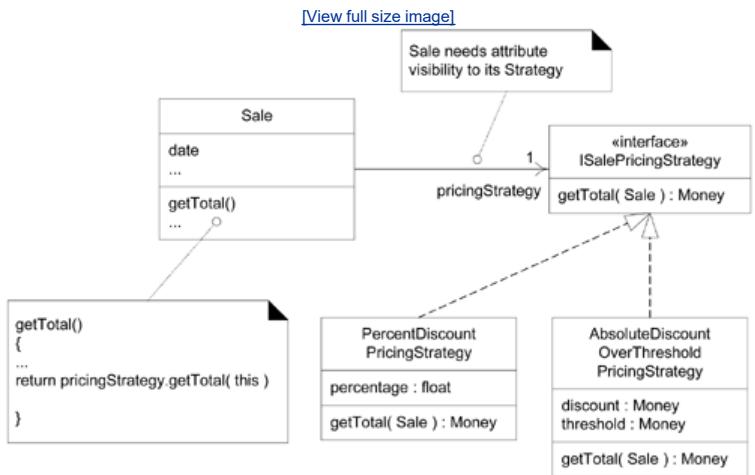 [View full size image]
Sale needs attribute
visibility to its Strategy
Sale
date
...
getTotal()
...
1
pricingStrategy
«interface»
ISalePricingStrategy
getTotal( Sale ) : Money
getTotal()
{
...
return pricingStrategy.getTotal( this )
}
PercentDiscount
PricingStrategy
percentage : float
getTotal( Sale ) : Money
AbsoluteDiscount
OverThreshold
PricingStrategy
discount : Money
threshold : Money
getTotal( Sale ) : Money